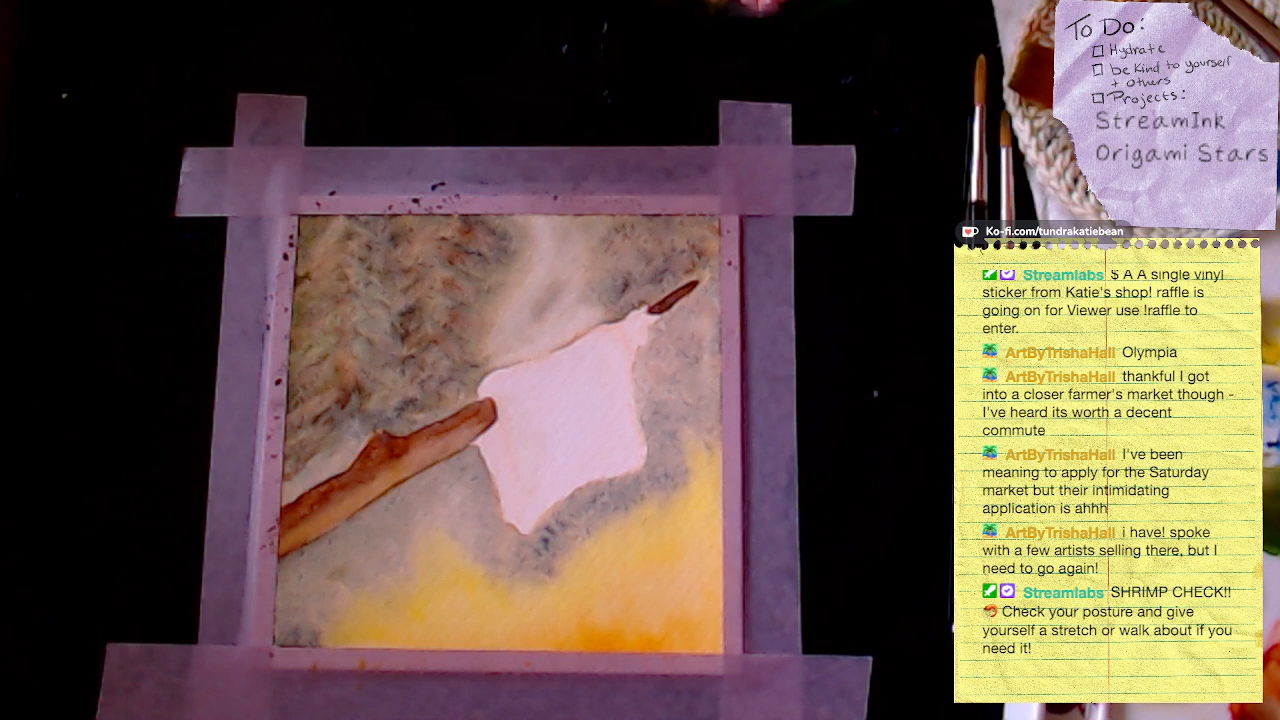 To Do:
Hydrate
be kind to yourself
+ others
Projects:
StreamInk
Origami Stars
Ko-fi.com/tundrakatiebean
Streamlabs $ A A single vinyl
sticker from Katie's shop! raffle is
going on for Viewer use !raffle to
enter.
ArtByTrishaHall Olympia
ArtByTrishaHall thankful I got
into a closer farmer's market though -
I've heard its worth a decent
commute
ArtByTrishaHall I've been
meaning to apply for the Saturday
market but their intimidating
application is ahhh
ArtByTrishaHall i have! spoke
with a few artists selling there, but I
need to go again!
Streamlabs SHRIMP CHECK!!
🦐 Check your posture and give
yourself a stretch or walk about if you
need it!